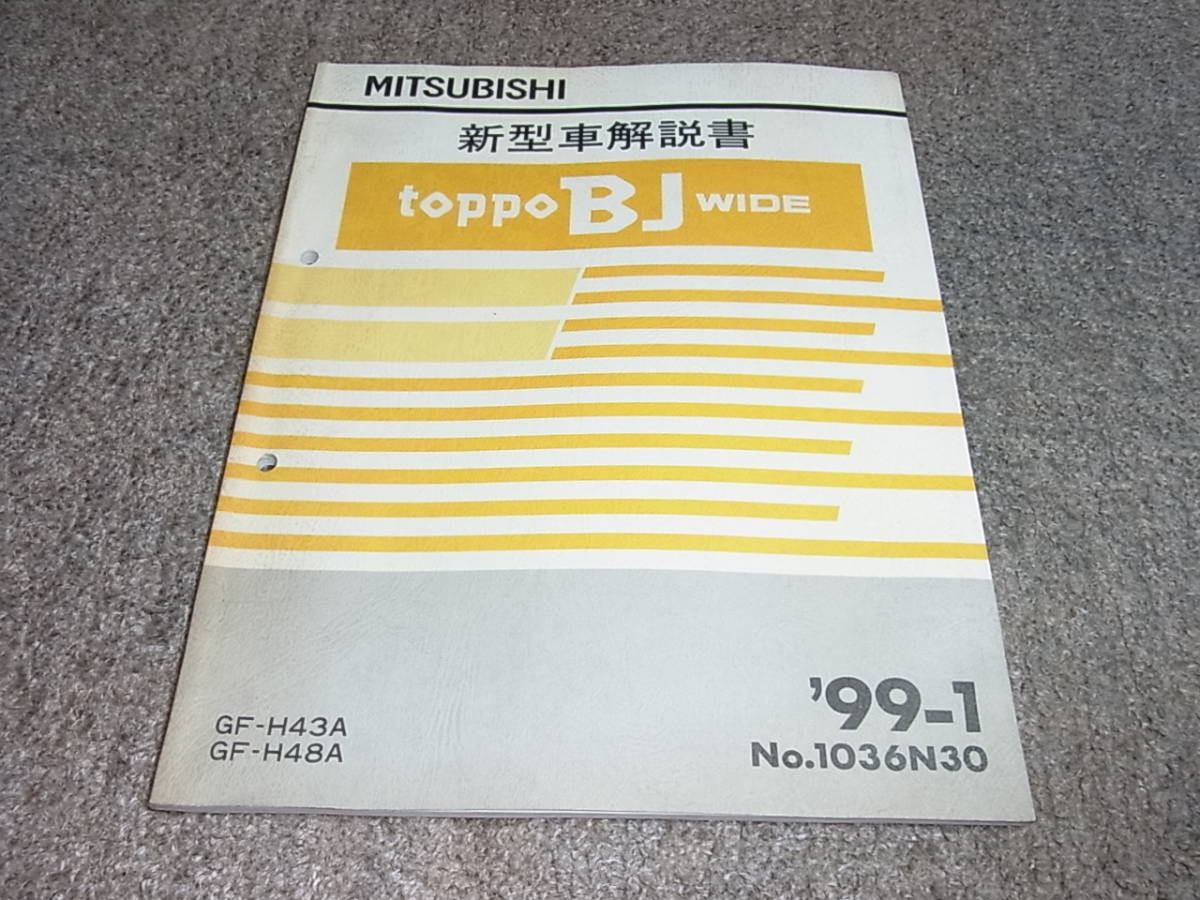 MITSUBISHI
新型車解説書
toppo BJ WIDE
GF-H43A
GF-H48A
'99-1
No.1036N30